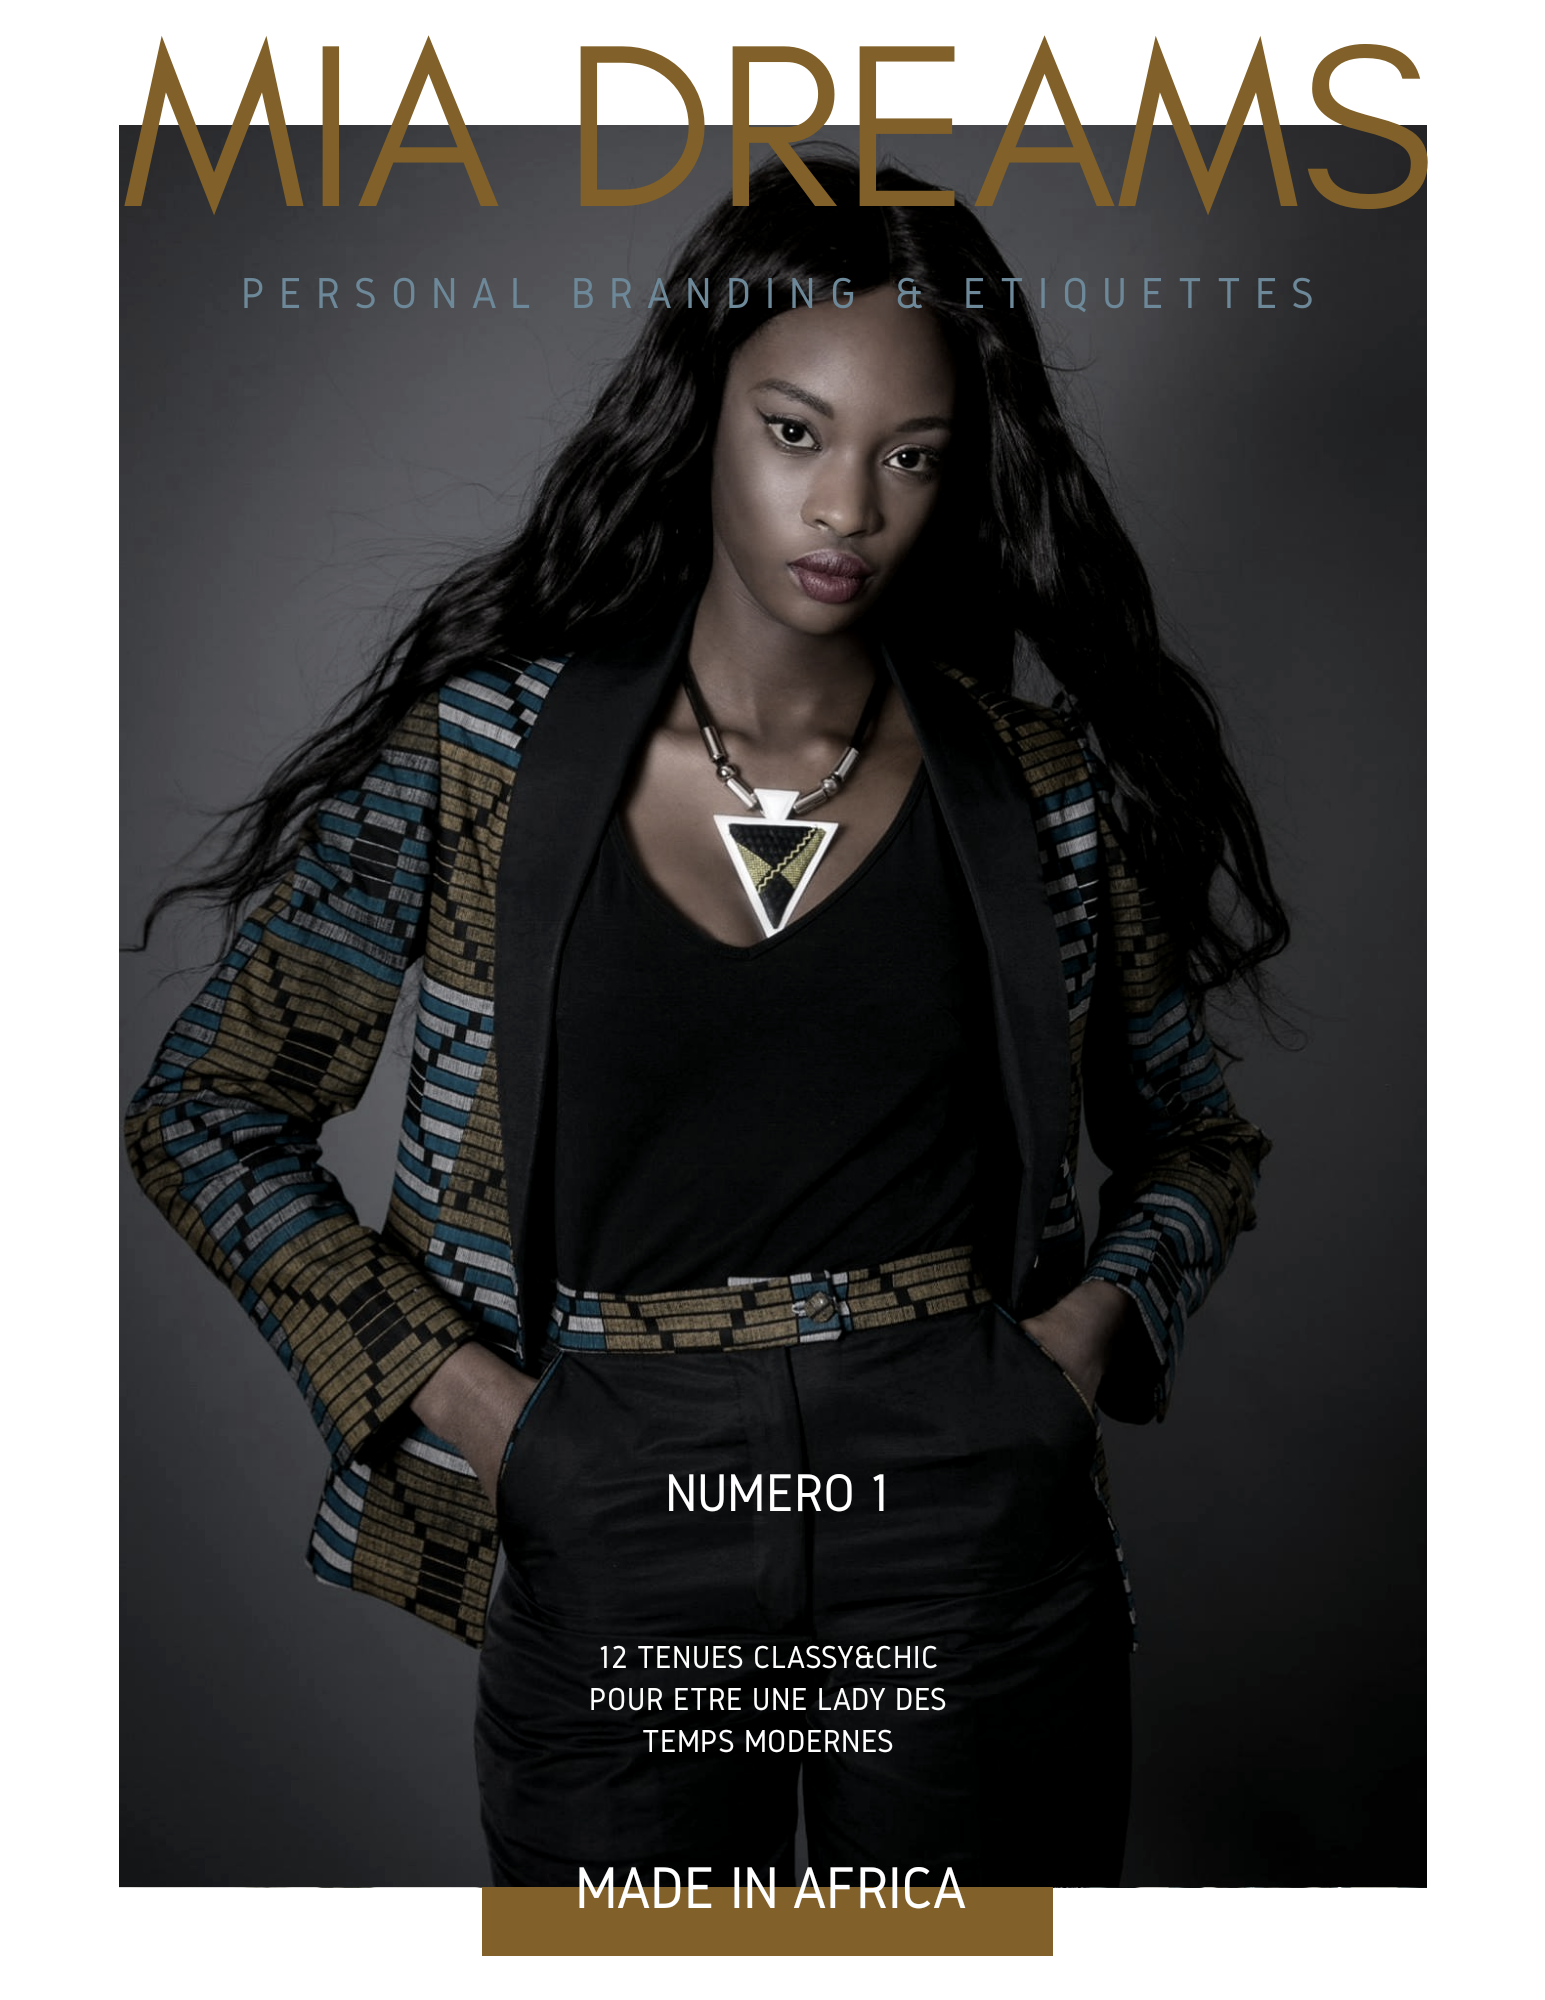 MIA DREAMS
PERSONAL BRANDING & ETIQUETTES
NUMERO 1
12 TENUES CLASSY&CHIC
POUR ETRE UNE LADY DES
TEMPS MODERNES
MADE IN AFRICA